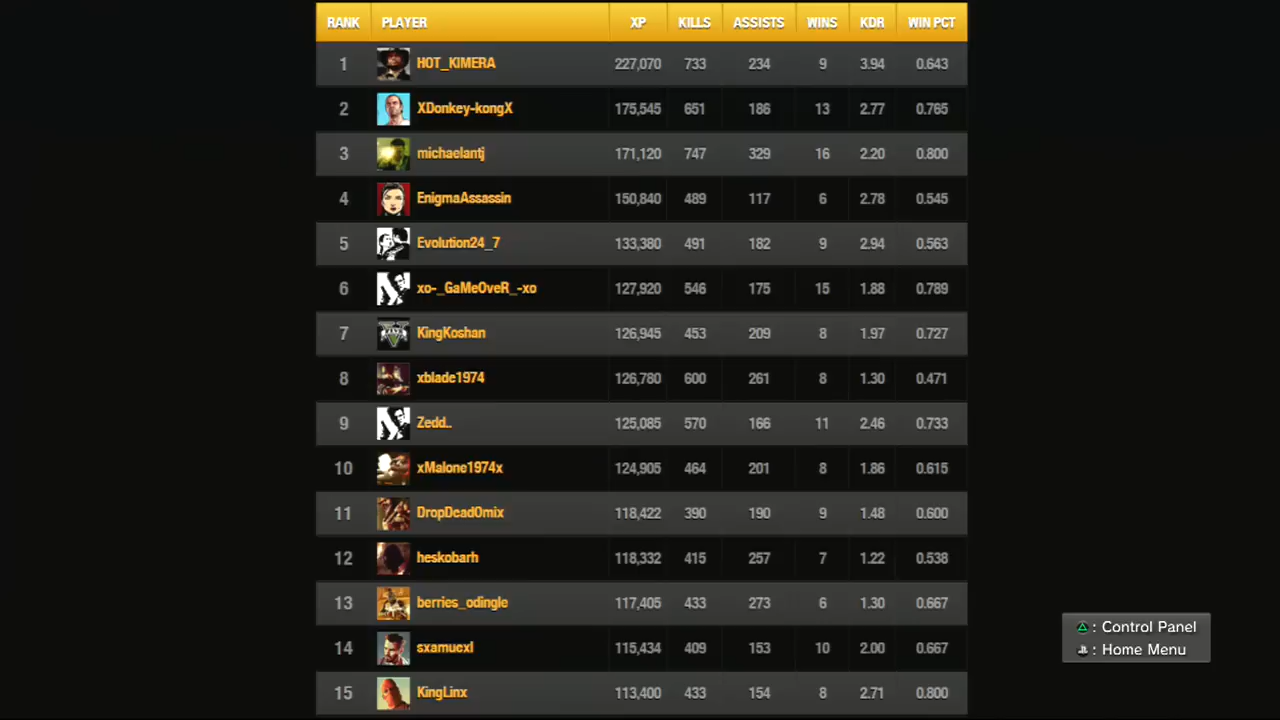 RANK PLAYER XP KILLS ASSISTS WINS KDR WIN PCT
1 HOT_KIMERA 227,070 733 234 9 3.94 0.643
2 XDonkey-kongX 175,545 651 186 13 2.77 0.765
3 michaelantj 171,120 747 329 16 2.20 0.800
4 EnigmaAssassin 150,840 489 117 6 2.78 0.545
5 Evolution24_7 133,380 491 182 9 2.94 0.563
6 xo-_GaMeOveR_-xo 127,920 546 175 15 1.88 0.789
7 KingKoshan 126,945 453 209 8 1.97 0.727
8 xblade1974 126,780 600 261 8 1.30 0.471
9 Zedd.. 125,085 570 166 11 2.46 0.733
10 xMalone1974x 124,905 464 201 8 1.86 0.615
11 DropDeadOmix 118,422 390 190 9 1.48 0.600
12 heskobarh 118,332 415 257 7 1.22 0.538
13 berries_odingle 117,405 433 273 6 1.30 0.667
14 sxamuexl 115,434 409 153 10 2.00 0.667
15 KingLinx 113,400 433 154 8 2.71 0.800
: Control Panel
: Home Menu